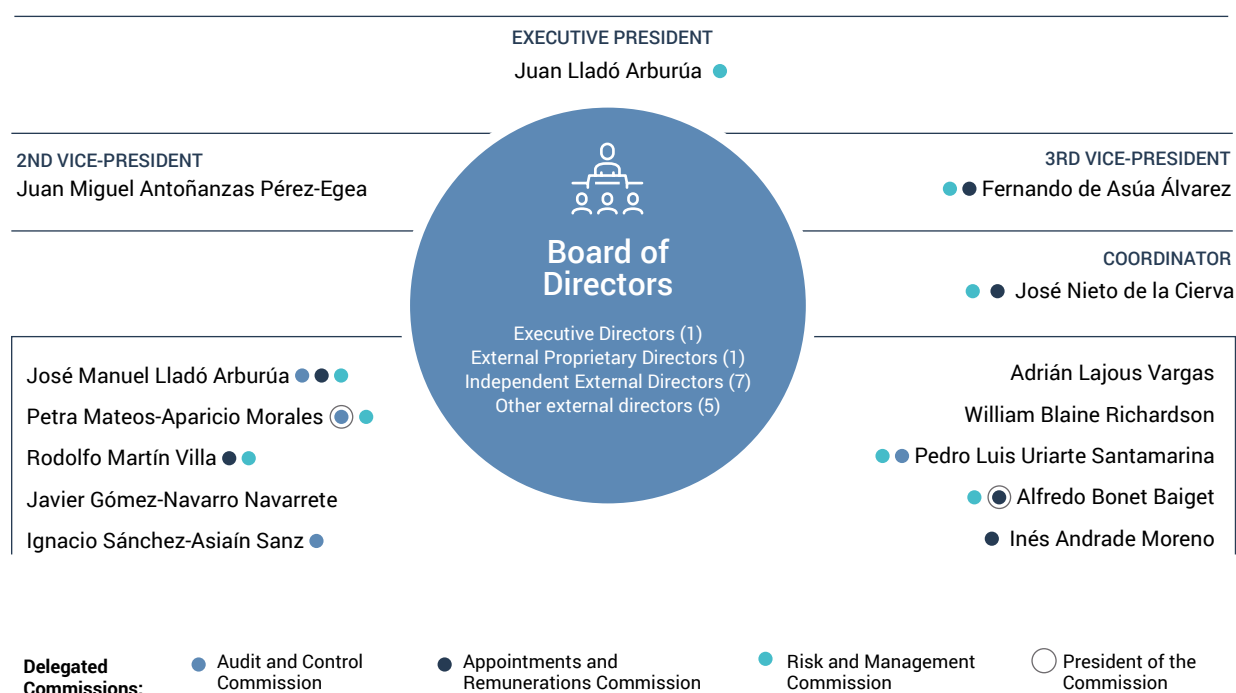 EXECUTIVE PRESIDENT
Juan Lladó Arburúa
2ND VICE-PRESIDENT
Juan Miguel Antoñanzas Pérez-Egea
3RD VICE-PRESIDENT
Fernando de Asúa Álvarez
COORDINATOR
José Nieto de la Cierva
Board of
Directors
Executive Directors (1)
External Proprietary Directors (1)
Independent External Directors (7)
Other external directors (5)
José Manuel Lladó Arburúa
Petra Mateos-Aparicio Morales
Rodolfo Martín Villa
Javier Gómez-Navarro Navarrete
Ignacio Sánchez-Asiaín Sanz
Adrián Lajous Vargas
William Blaine Richardson
Pedro Luis Uriarte Santamarina
Alfredo Bonet Baiget
Inés Andrade Moreno
Delegated
Commissions:
Audit and Control
Commission
Appointments and
Remunerations Commission
Risk and Management
Commission
President of the
Commission